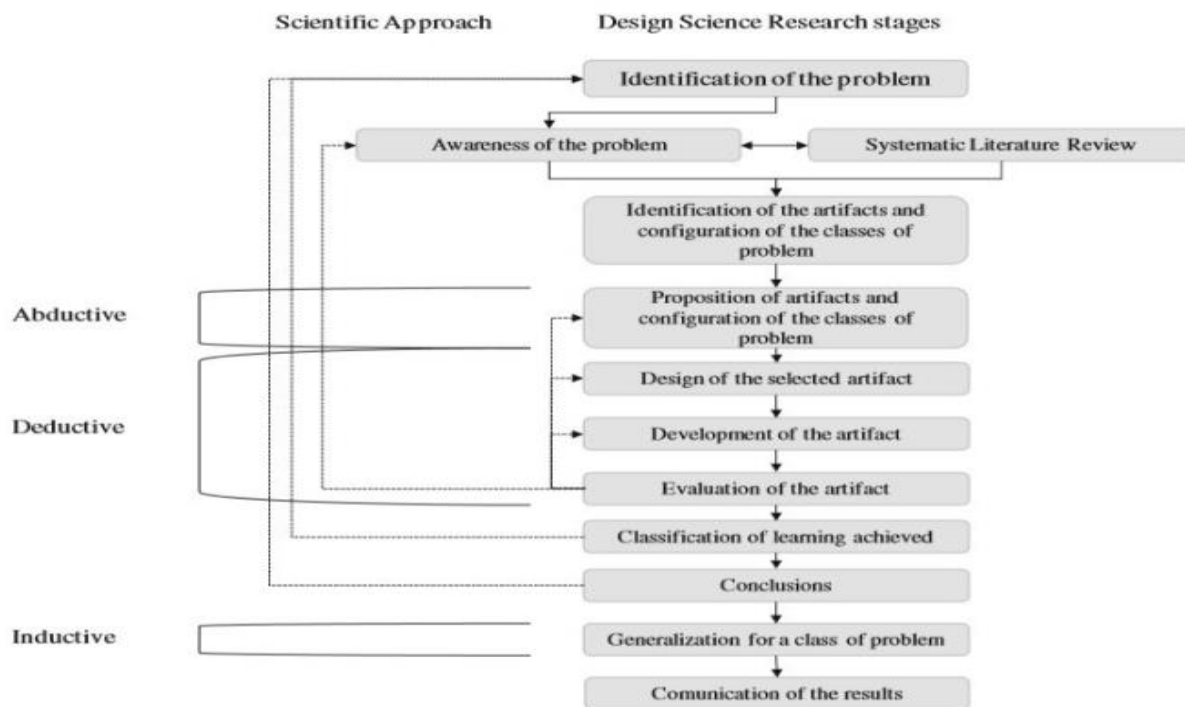 Scientific Approach
Design Science Research stages
Identification of the problem
Awareness of the problem
Systematic Literature Review
Identification of the artifacts and
configuration of the classes of
problem
Abductive
Proposition of artifacts and
configuration of the classes of
problem
Design of the selected artifact
Deductive
Development of the artifact
Evaluation of the artifact
Classification of learning achieved
Conclusions
Inductive
Generalization for a class of problem
Comunication of the results